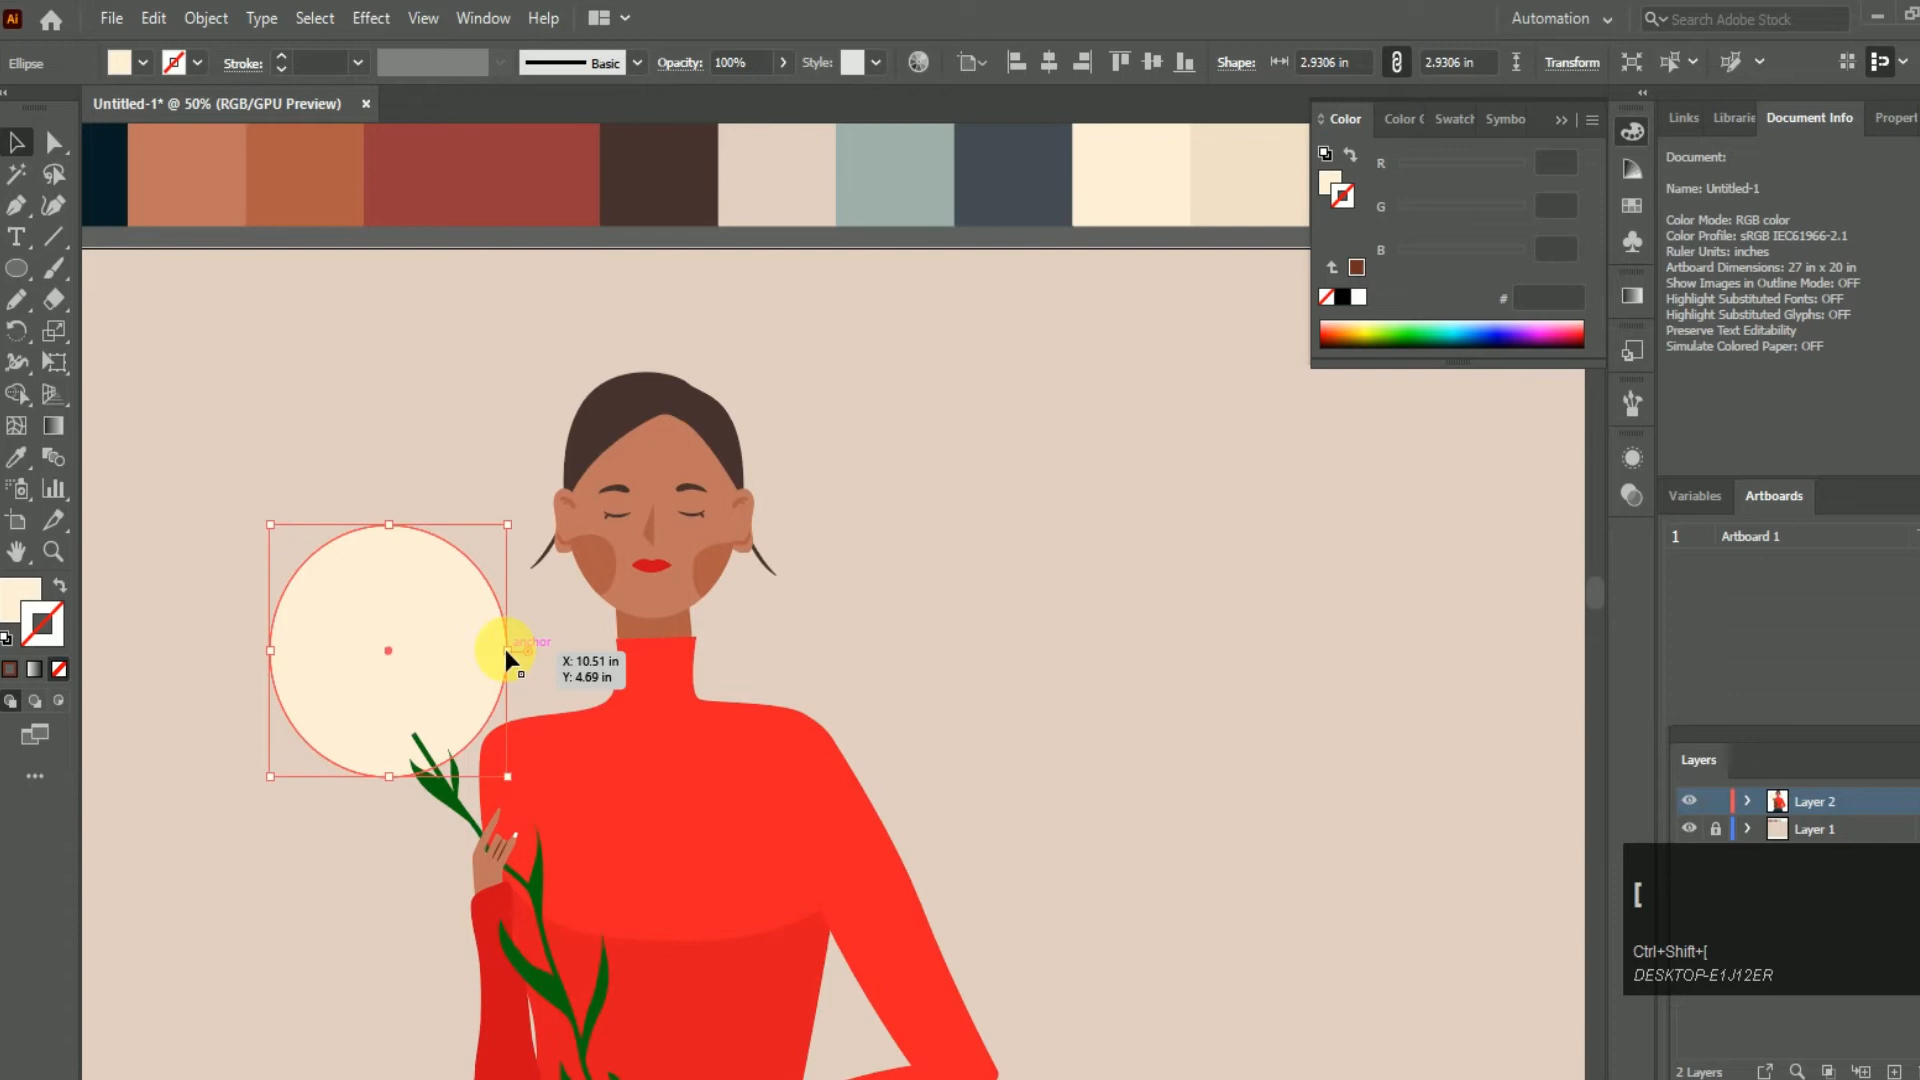 Ai File Edit Object Type Select Effect View Window Help Automation Search Adobe Stock
Ellipse Stroke: Basic Opacity: 100% Style: Shape: 2.9306 in 2.9306 in Transform
Untitled-1* @ 50% (RGB/GPU Preview) ×
Color Color Swatch Symbo
R
G
B
#
Links Librarie Document Info Propert
Document:
Name: Untitled-1
Color Mode: RGB color
Color Profile: sRGB IEC61966-2.1
Ruler Units: inches
Artboard Dimensions: 27 in x 20 in
Show Images in Outline Mode: OFF
Highlight Substituted Fonts: OFF
Highlight Substituted Glyphs: OFF
Preserve Text Editability
Simulate Colored Paper: OFF
Variables Artboards
1 Artboard 1
anchor
X: 10.51 in
Y: 4.69 in
Layers
Layer 2
Layer 1
[
Ctrl+Shift+[
DESKTOP-E1J12ER
2 Layers